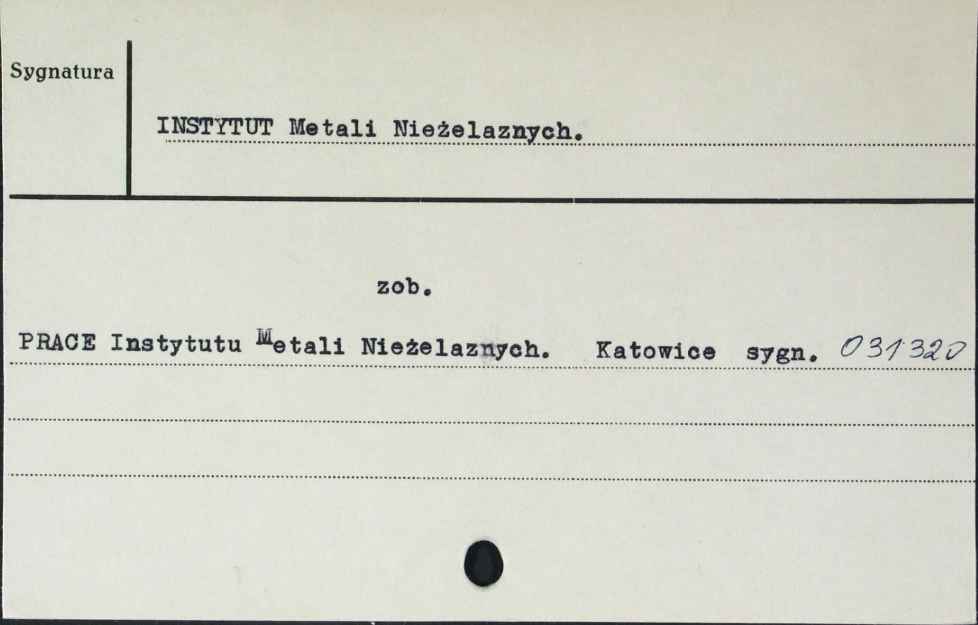 Sygnatura
INSTYTUT Metali Nieżelaznych.
zob.
PRACE Instytutu Metali Nieżelaznych. Katowice sygn. 031320